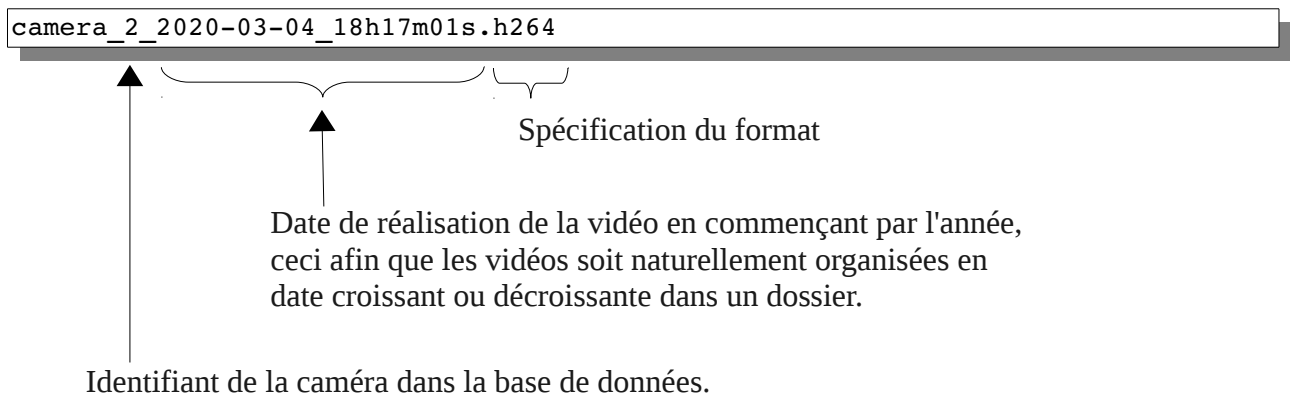 camera_2_2020-03-04_18h17m01s.h264
Spécification du format
Date de réalisation de la vidéo en commençant par l'année,
ceci afin que les vidéos soit naturellement organisées en
date croissant ou décroissante dans un dossier.
Identifiant de la caméra dans la base de données.